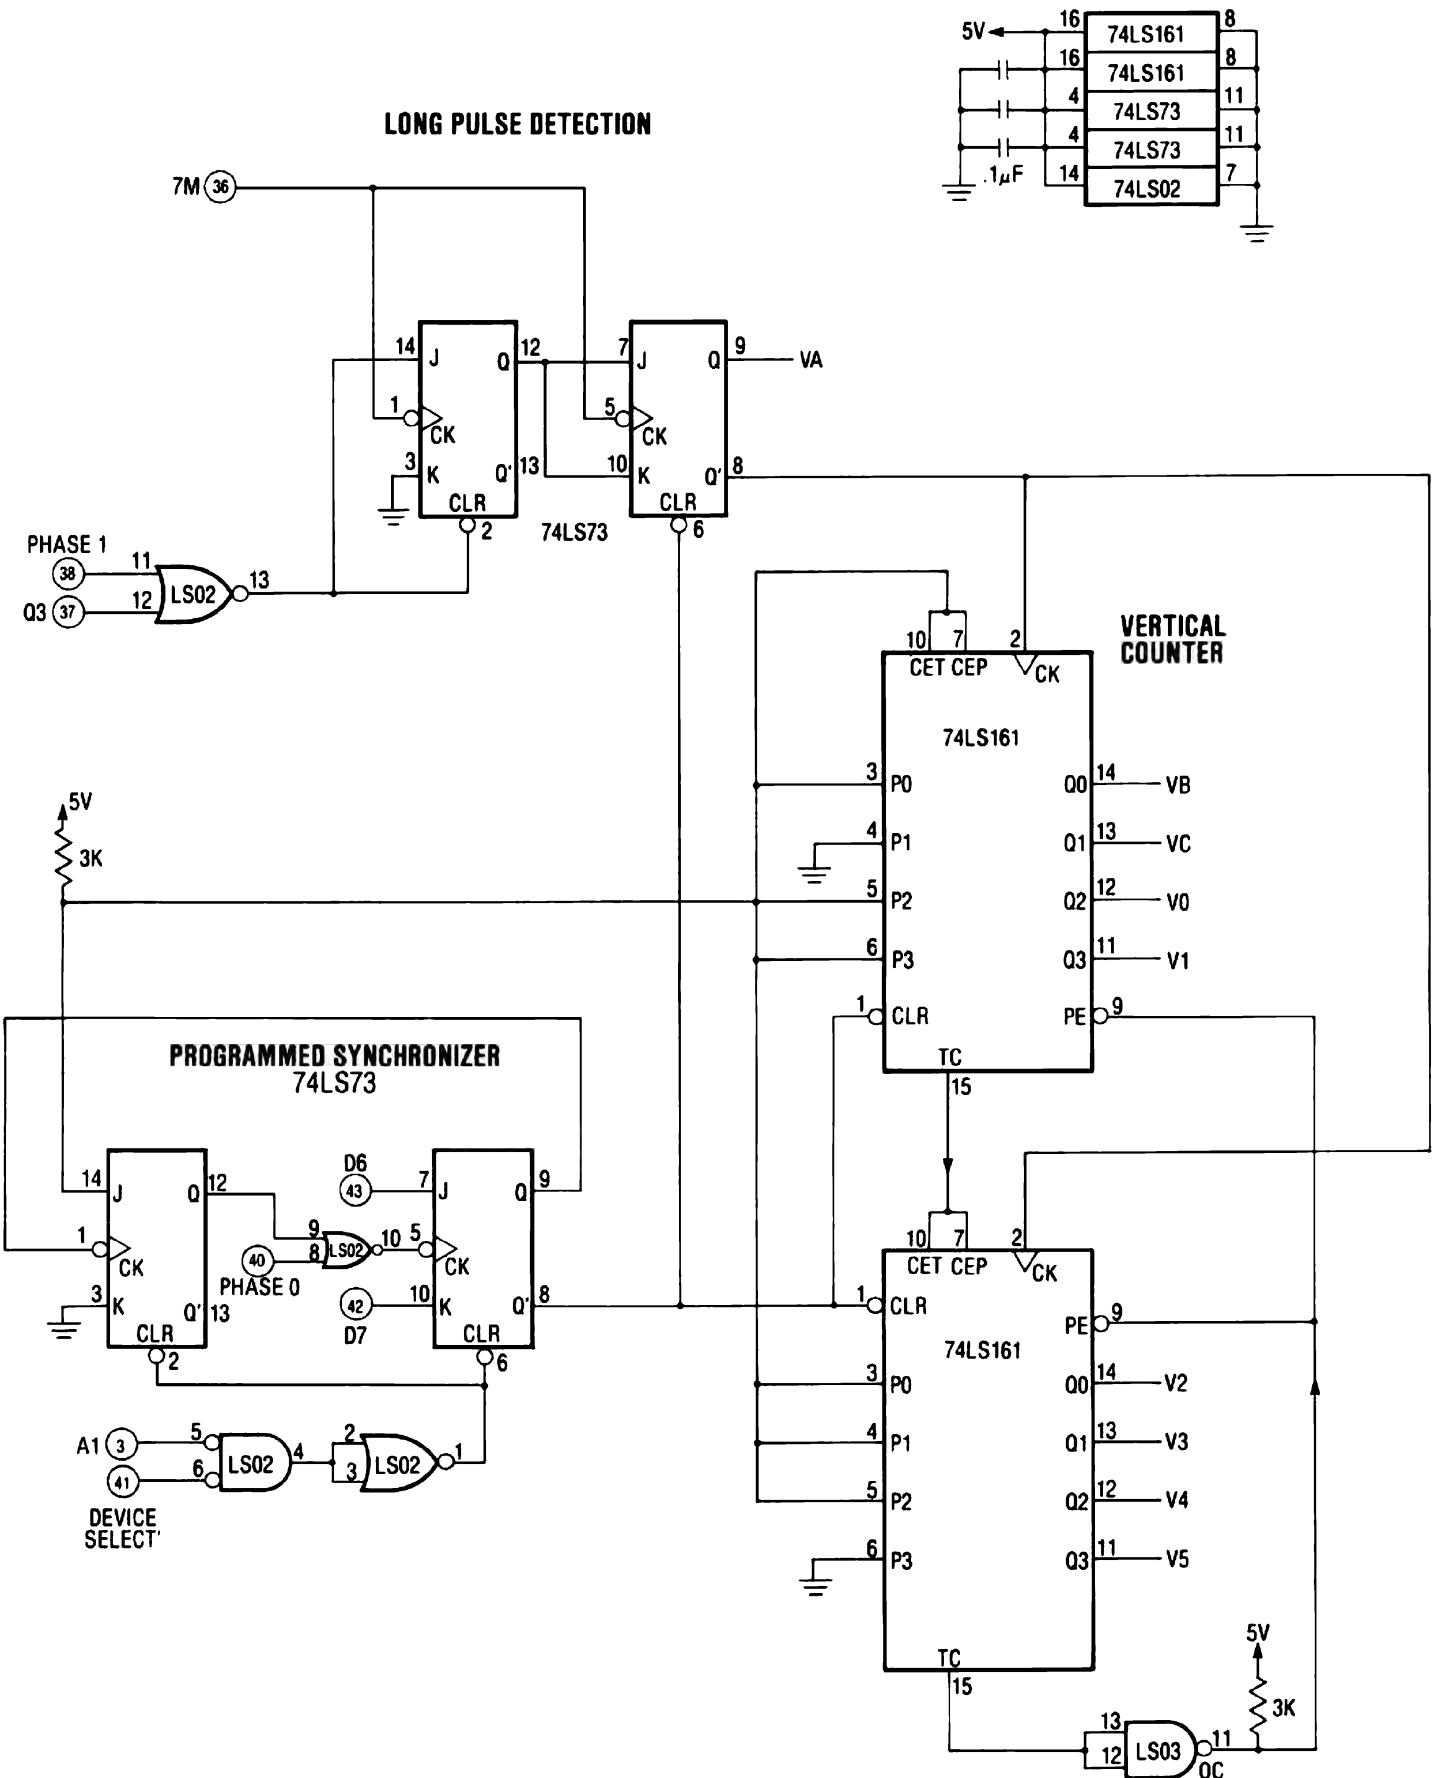 5V
16 74LS161 8
16 74LS161 8
4 74LS73 11
4 74LS73 11
14 74LS02 7
.1μF
LONG PULSE DETECTION
7M 36
14 J Q 12
1 CK
3 K Q' 13
CLR
2
74LS73
7 J Q 9 VA
5 CK
10 K Q' 8
CLR
6
PHASE 1
38 11
LS02 13
Q3 37 12
VERTICAL
COUNTER
10 7 2
CET CEP CK
74LS161
3 P0 Q0 14 VB
4 P1 Q1 13 VC
5 P2 Q2 12 V0
6 P3 Q3 11 V1
1 CLR PE 9
TC
15
5V
3K
PROGRAMMED SYNCHRONIZER
74LS73
14 J Q 12
1 CK
3 K Q' 13
CLR
2
9
8 LS02 10
40
PHASE 0
D6
43 7 J Q 9
5 CK
42 10 K Q' 8
D7
CLR
6
A1 3 5
LS02 4
41 6
DEVICE
SELECT'
2
3 LS02 1
10 7 2
CET CEP CK
1 CLR
PE 9
74LS161
3 P0 Q0 14 V2
4 P1 Q1 13 V3
5 P2 Q2 12 V4
6 P3 Q3 11 V5
TC
15
5V
3K
13
12 LS03 11
OC